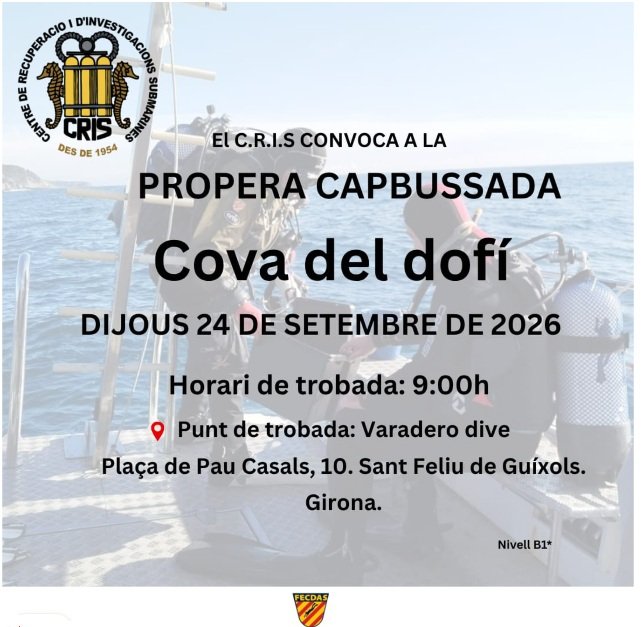 CENTRE DE RECUPERACIO I D'INVESTIGACIONS SUBMARINES
CRIS
DES DE 1954
El C.R.I.S CONVOCA A LA
PROPERA CAPBUSSADA
Cova del dofí
DIJOUS 24 DE SETEMBRE DE 2026
Horari de trobada: 9:00h
Punt de trobada: Varadero dive
Plaça de Pau Casals, 10. Sant Feliu de Guíxols.
Girona.
Nivell B1*
FECDAS